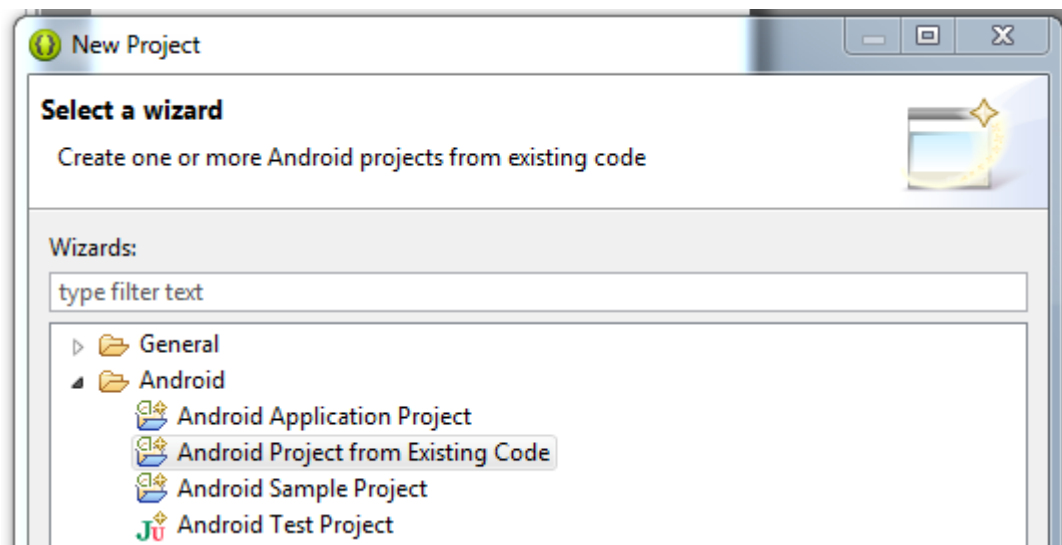 New Project
Select a wizard
Create one or more Android projects from existing code
Wizards:
type filter text
General
Android
Android Application Project
Android Project from Existing Code
Android Sample Project
Android Test Project